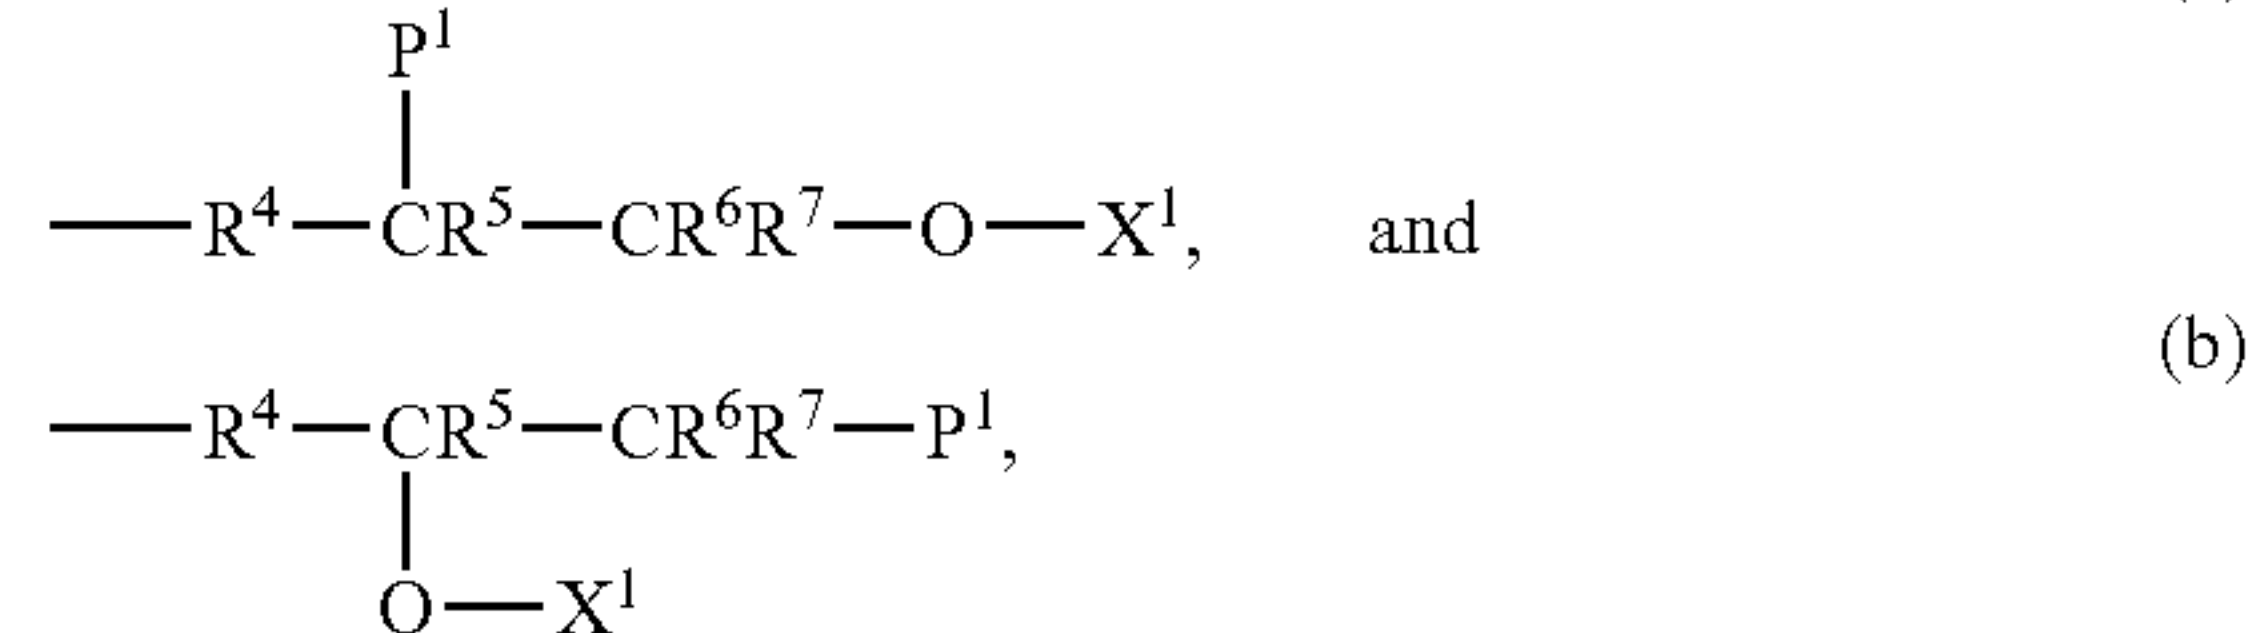 P¹
—R⁴—CR⁵—CR⁶R⁷—O—X¹, and
(b)
—R⁴—CR⁵—CR⁶R⁷—P¹,
O—X¹